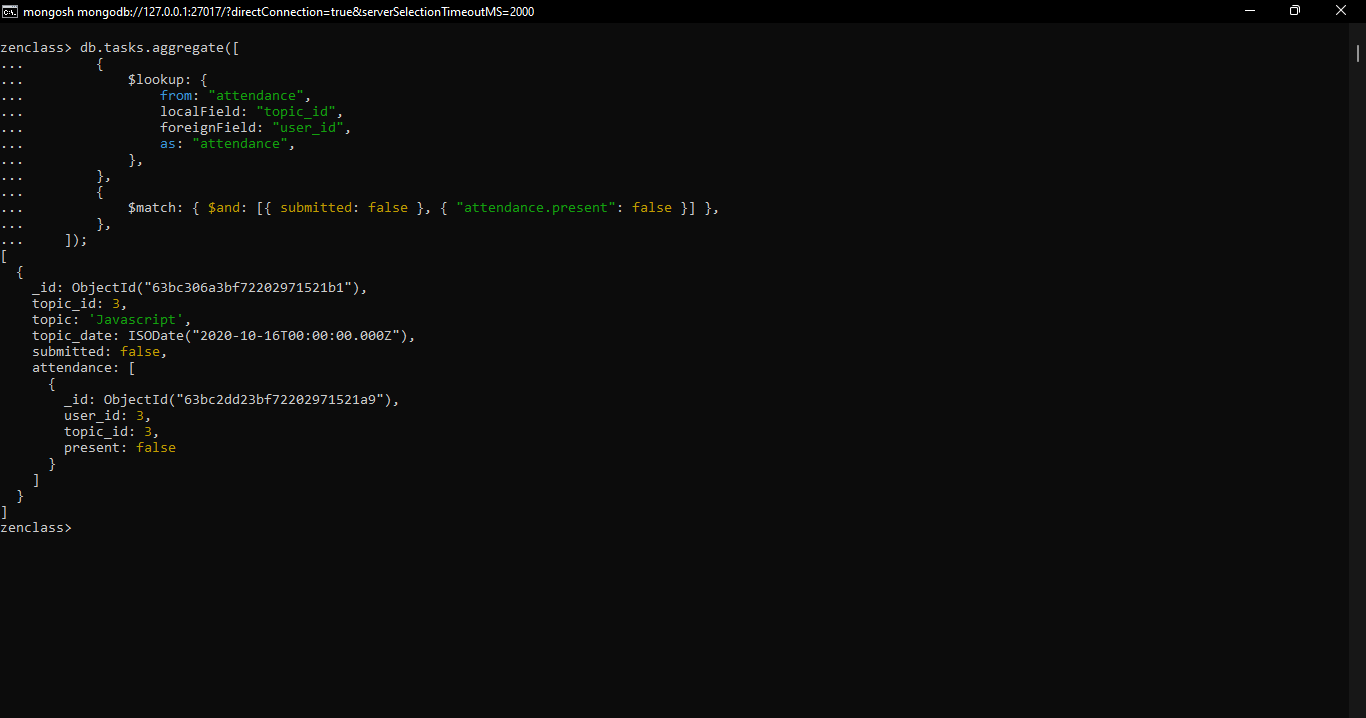 mongosh mongodb://127.0.0.1:27017/?directConnection=true&serverSelectionTimeoutMS=2000
zenclass> db.tasks.aggregate([
...         {
...             $lookup: {
...                 from: "attendance",
...                 localField: "topic_id",
...                 foreignField: "user_id",
...                 as: "attendance",
...             },
...         },
...         {
...             $match: { $and: [{ submitted: false }, { "attendance.present": false }] },
...         },
...     ]);
[
  {
    _id: ObjectId("63bc306a3bf72202971521b1"),
    topic_id: 3,
    topic: 'Javascript',
    topic_date: ISODate("2020-10-16T00:00:00.000Z"),
    submitted: false,
    attendance: [
      {
        _id: ObjectId("63bc2dd23bf72202971521a9"),
        user_id: 3,
        topic_id: 3,
        present: false
      }
    ]
  }
]
zenclass>